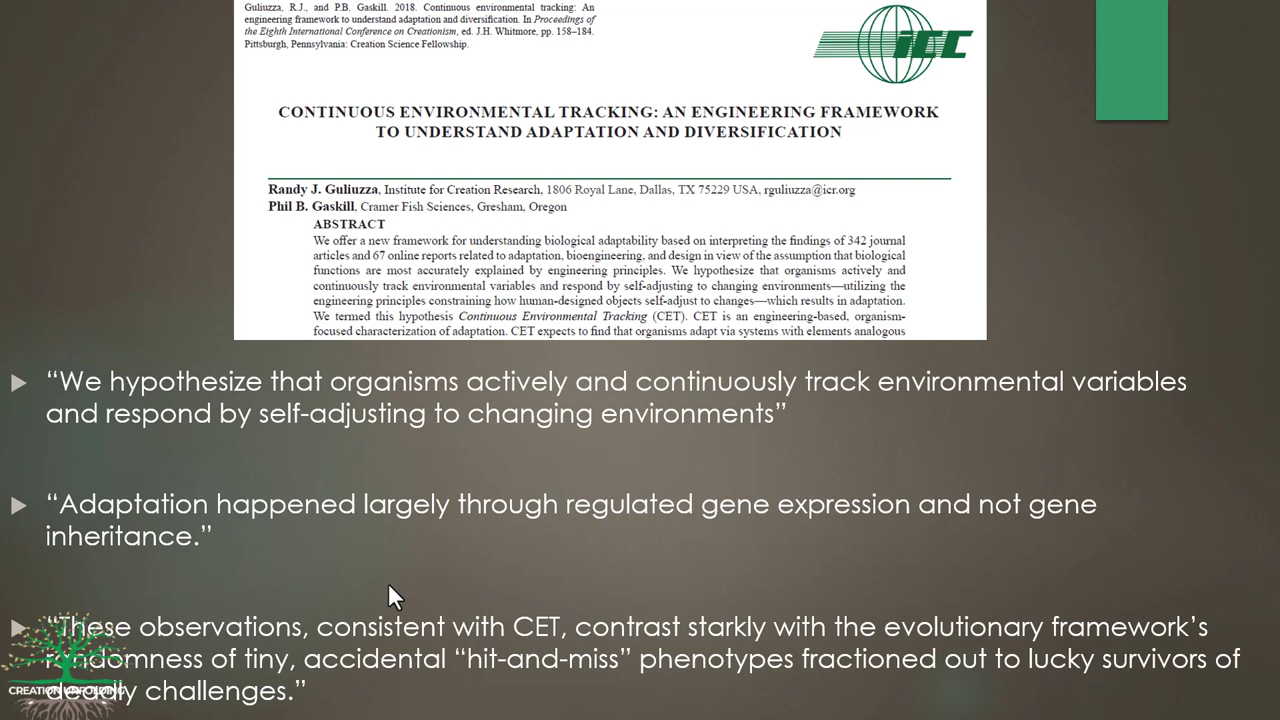 Guliuzza, R.J., and P.B. Gaskill. 2018. Continuous environmental tracking: An
engineering framework to understand adaptation and diversification. In Proceedings of
the Eighth International Conference on Creationism, ed. J.H. Whitmore, pp. 158–184.
Pittsburgh, Pennsylvania: Creation Science Fellowship.
icc
CONTINUOUS ENVIRONMENTAL TRACKING: AN ENGINEERING FRAMEWORK
TO UNDERSTAND ADAPTATION AND DIVERSIFICATION
Randy J. Guliuzza, Institute for Creation Research, 1806 Royal Lane, Dallas, TX 75229 USA, rguliuzza@icr.org
Phil B. Gaskill, Cramer Fish Sciences, Gresham, Oregon
ABSTRACT
We offer a new framework for understanding biological adaptability based on interpreting the findings of 342 journal
articles and 67 online reports related to adaptation, bioengineering, and design in view of the assumption that biological
functions are most accurately explained by engineering principles. We hypothesize that organisms actively and
continuously track environmental variables and respond by self-adjusting to changing environments—utilizing the
engineering principles constraining how human-designed objects self-adjust to changes—which results in adaptation.
We termed this hypothesis Continuous Environmental Tracking (CET). CET is an engineering-based, organism-
focused characterization of adaptation. CET expects to find that organisms adapt via systems with elements analogous
“We hypothesize that organisms actively and continuously track environmental variables
and respond by self-adjusting to changing environments”
“Adaptation happened largely through regulated gene expression and not gene
inheritance.”
“These observations, consistent with CET, contrast starkly with the evolutionary framework’s
randomness of tiny, accidental “hit-and-miss” phenotypes fractioned out to lucky survivors of
deadly challenges.”
CREATION UNFOLDING